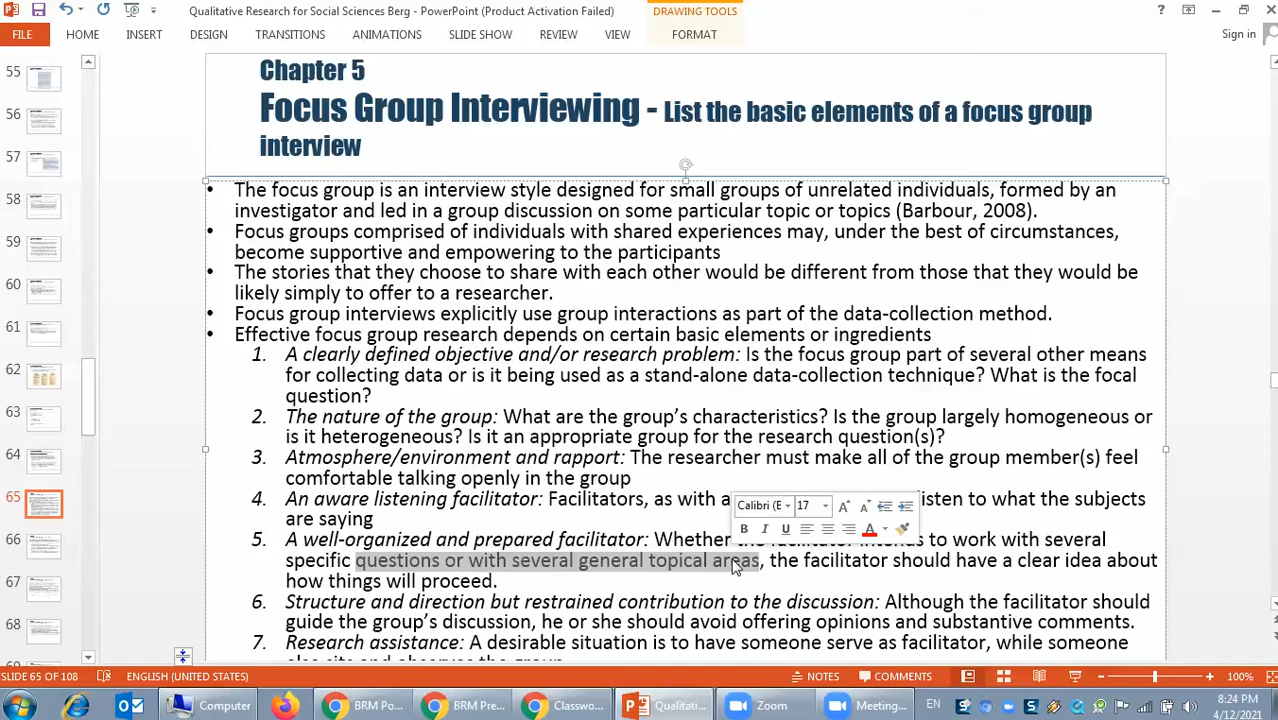 Qualitative Research for Social Sciences Berg - PowerPoint (Product Activation Failed)
DRAWING TOOLS
?
FILE
HOME
INSERT
DESIGN
TRANSITIONS
ANIMATIONS
SLIDE SHOW
REVIEW
VIEW
FORMAT
Sign in
55
56
57
58
59
60
61
62
63
64
65
66
67
68
Chapter 5
Focus Group Interviewing - List the basic elements of a focus group
interview
• The focus group is an interview style designed for small groups of unrelated individuals, formed by an
investigator and led in a group discussion on some particular topic or topics (Barbour, 2008).
• Focus groups comprised of individuals with shared experiences may, under the best of circumstances,
become supportive and empowering to the participants
• The stories that they choose to share with each other would be different from those that they would be
likely simply to offer to a researcher.
• Focus group interviews explicitly use group interactions as part of the data-collection method.
• Effective focus group research depends on certain basic elements or ingredients
1. A clearly defined objective and/or research problem: Is the focus group part of several other means
for collecting data or is it being used as a stand-alone data-collection technique? What is the focal
question?
2. The nature of the group: What are the group's characteristics? Is the group largely homogeneous or
is it heterogeneous? Is it an appropriate group for the research question(s)?
3. Atmosphere/environment and rapport: The researcher must make all of the group member(s) feel
comfortable talking openly in the group
4. An aware listening facilitator: Facilitators, as with listen to what the subjects
are saying
Calibri (E 17
5. A well-organized and prepared facilitator: Whether to work with several
specific questions or with several general topical areas, the facilitator should have a clear idea about
how things will proceed
6. Structure and direction but restrained contribution to the discussion: Although the facilitator should
guide the group's discussion, he or she should avoid offering opinions and substantive comments.
7. Research assistance: A desirable situation is to have someone serve as facilitator, while someone
SLIDE 65 OF 108
ENGLISH (UNITED STATES)
NOTES
COMMENTS
100%
Computer
BRM Po...
BRM Pre...
Classwo...
Qualitati...
Zoom
Meeting...
EN
8:24 PM
4/12/2021